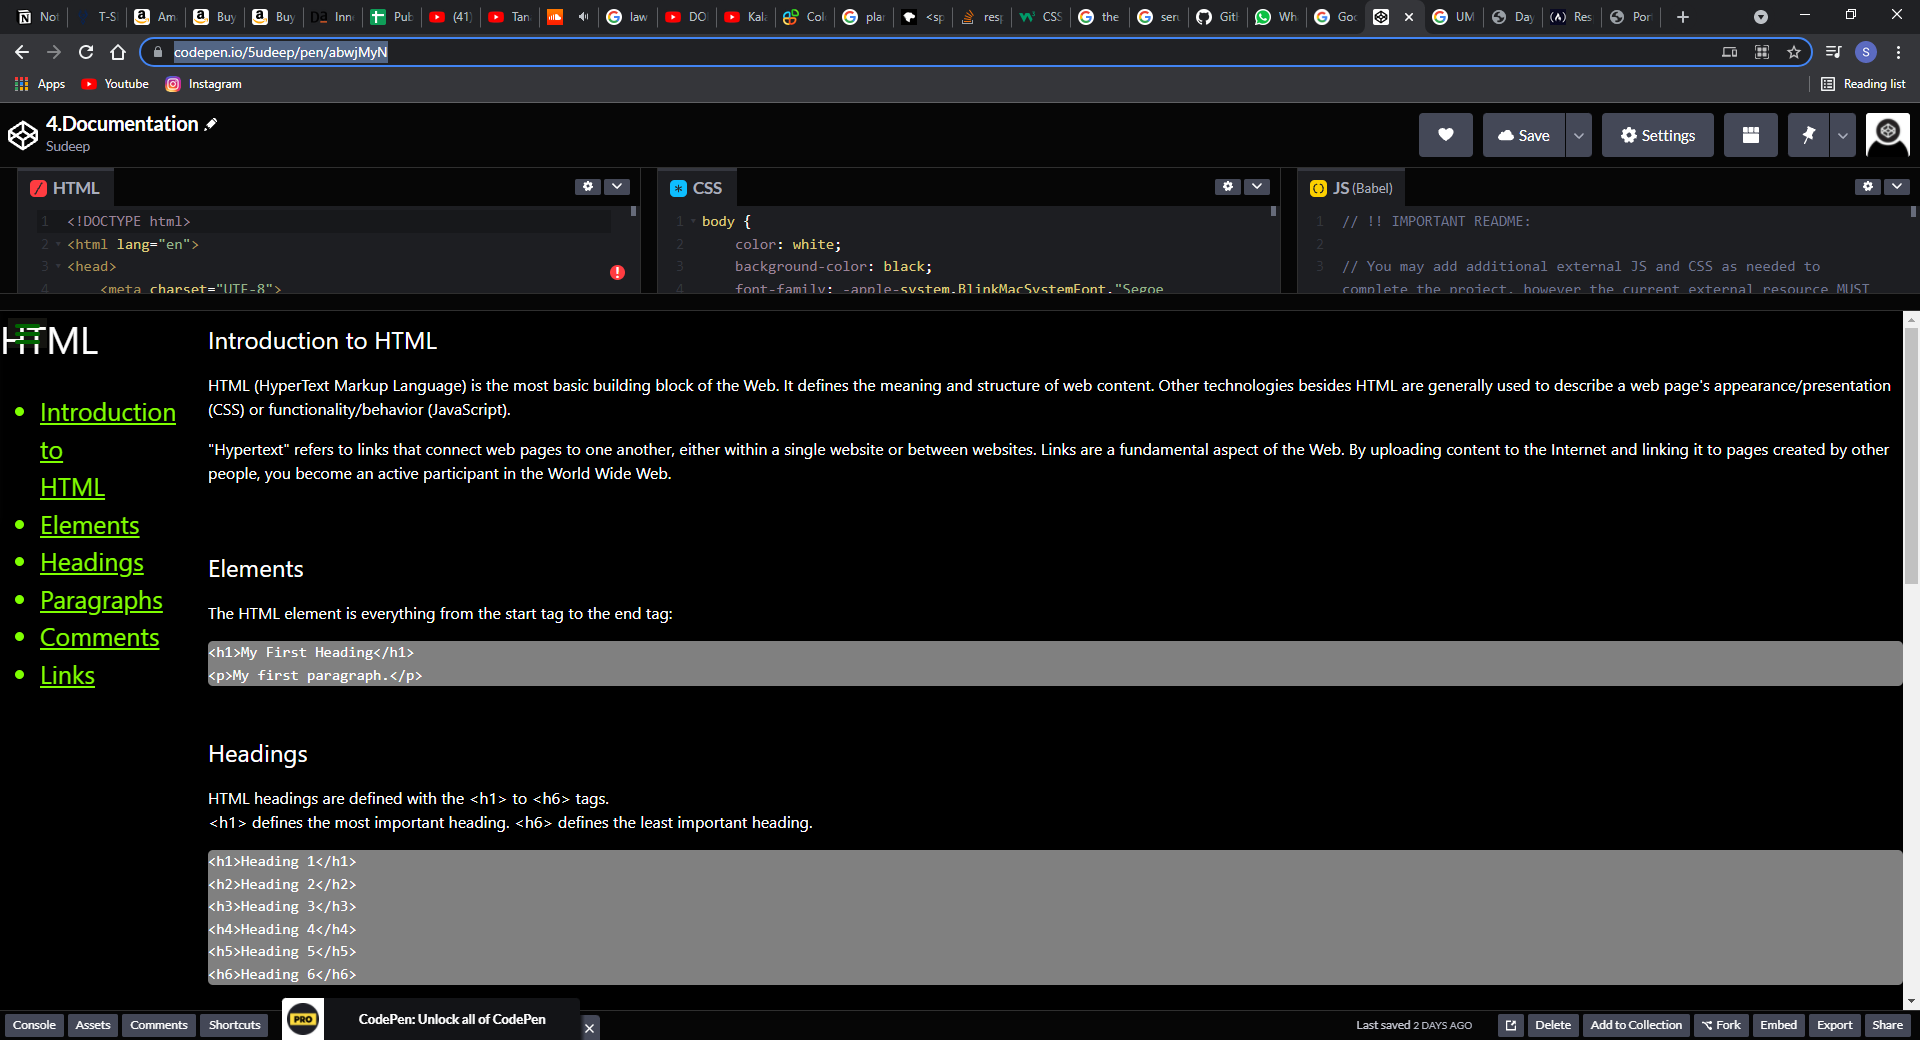 Not
T-S
Am
Buy
Buy
Inn
Pub
(41)
Tan
law
DO
Kal
Col
plan
<sp
resp
CSS
the
serv
Git
Wh
Goo
UM
Day
Res
Por
codepen.io/5udeep/pen/abwjMyN
S
Apps
Youtube
Instagram
Reading list
4.Documentation
Sudeep
Save
Settings
HTML
CSS
JS (Babel)
1 <!DOCTYPE html>
2 <html lang="en">
3 <head>
4 <meta charset="UTF-8">
1 body {
2 color: white;
3 background-color: black;
4 font-family: -apple-system,BlinkMacSystemFont,"Segoe
1 // !! IMPORTANT README:
2
3 // You may add additional external JS and CSS as needed to
complete the project, however the current external resource MUST
HTML
Introduction
to
HTML
Elements
Headings
Paragraphs
Comments
Links
Introduction to HTML
HTML (HyperText Markup Language) is the most basic building block of the Web. It defines the meaning and structure of web content. Other technologies besides HTML are generally used to describe a web page's appearance/presentation
(CSS) or functionality/behavior (JavaScript).
"Hypertext" refers to links that connect web pages to one another, either within a single website or between websites. Links are a fundamental aspect of the Web. By uploading content to the Internet and linking it to pages created by other
people, you become an active participant in the World Wide Web.
Elements
The HTML element is everything from the start tag to the end tag:
<h1>My First Heading</h1>
<p>My first paragraph.</p>
Headings
HTML headings are defined with the <h1> to <h6> tags.
<h1> defines the most important heading. <h6> defines the least important heading.
<h1>Heading 1</h1>
<h2>Heading 2</h2>
<h3>Heading 3</h3>
<h4>Heading 4</h4>
<h5>Heading 5</h5>
<h6>Heading 6</h6>
Console
Assets
Comments
Shortcuts
PRO
CodePen: Unlock all of CodePen
Last saved 2 DAYS AGO
Delete
Add to Collection
Fork
Embed
Export
Share